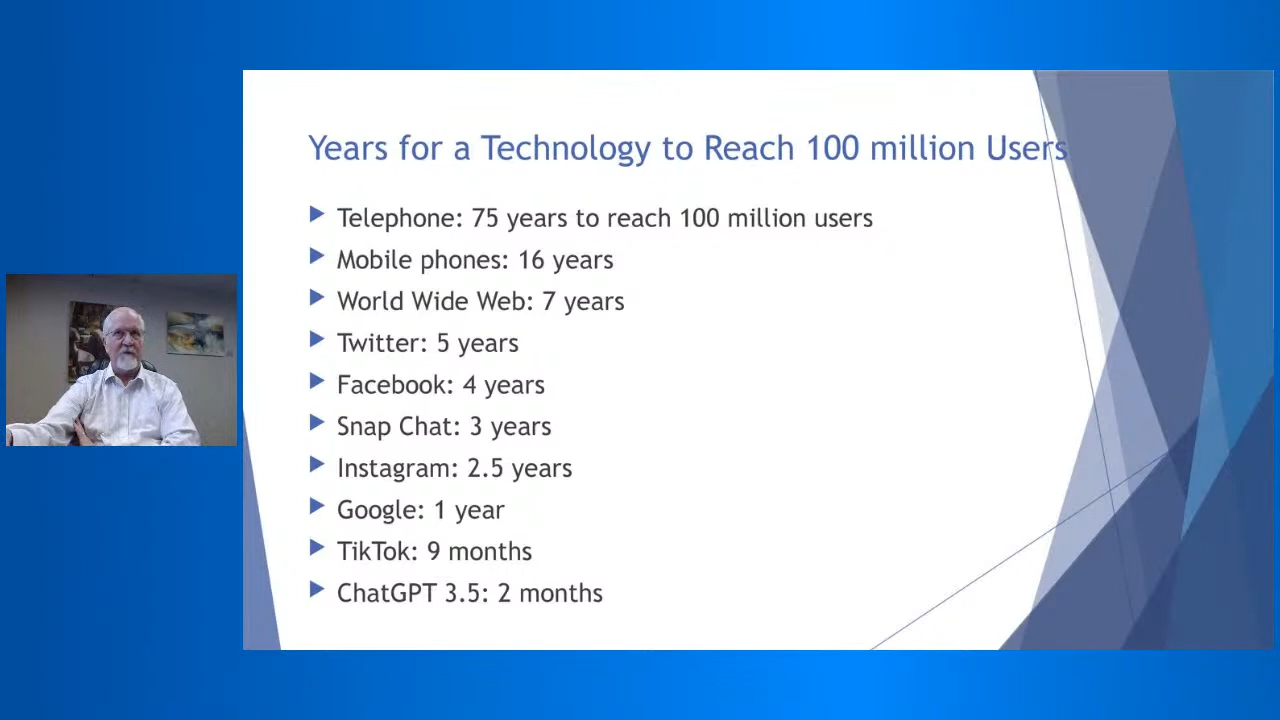 Years for a Technology to Reach 100 million Users
Telephone: 75 years to reach 100 million users
Mobile phones: 16 years
World Wide Web: 7 years
Twitter: 5 years
Facebook: 4 years
Snap Chat: 3 years
Instagram: 2.5 years
Google: 1 year
TikTok: 9 months
ChatGPT 3.5: 2 months